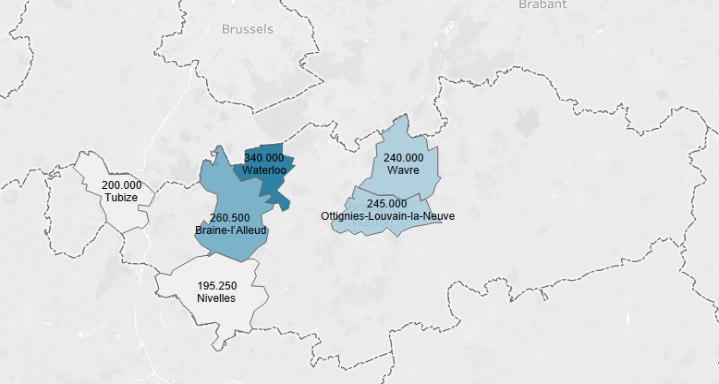 Brabant
Brussels
340.000
Waterloo
240.000
Wavre
200.000
Tubize
245.000
Ottignies-Louvain-la-Neuve
260.500
Braine-l'Alleud
195.250
Nivelles